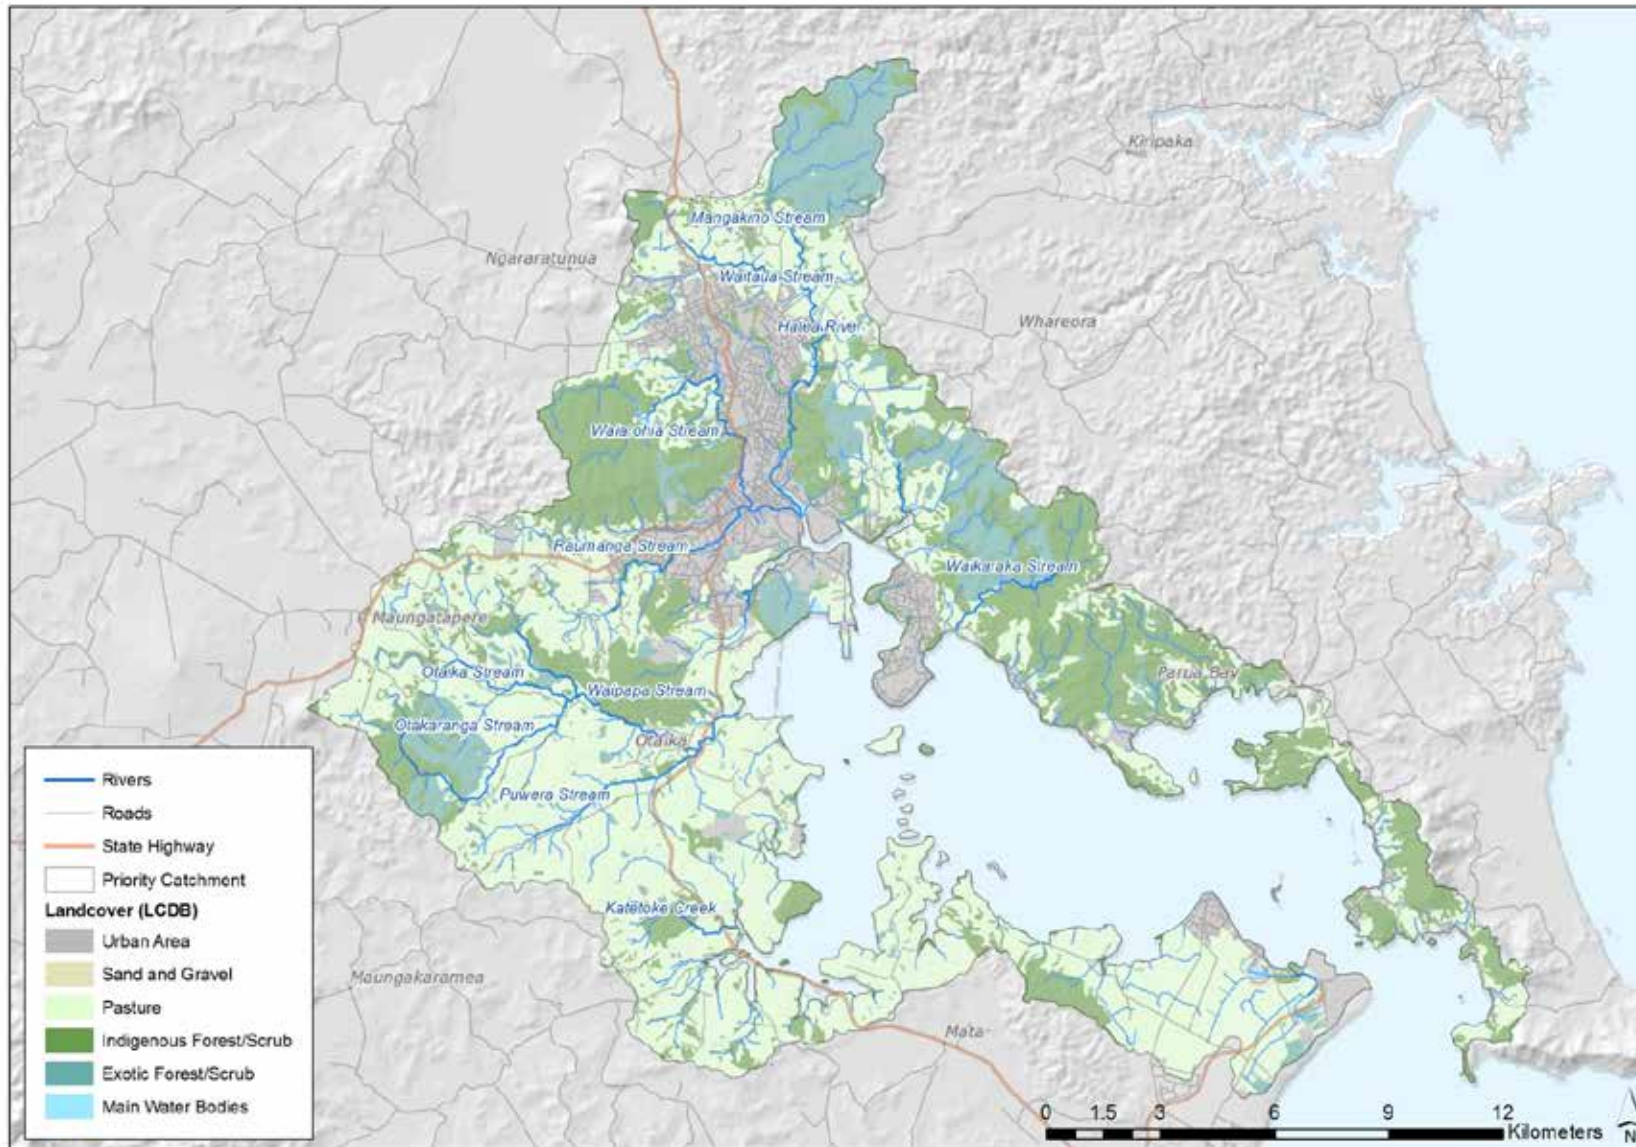 Kiripaka
Mangakino Stream
Ngararatunua
Waitaua Stream
Whareora
Hatea River
Waiarohia Stream
Raumanga Stream
Waikaraka Stream
Maungatapere
Otaika Stream
Waipapa Stream
Parua Bay
Otakaranga Stream
Otaika
Puwera Stream
Katetoke Creek
Maungakaramea
Mata
Rivers
Roads
State Highway
Priority Catchment
Landcover (LCDB)
Urban Area
Sand and Gravel
Pasture
Indigenous Forest/Scrub
Exotic Forest/Scrub
Main Water Bodies
0 1.5 3 6 9 12
Kilometers
N